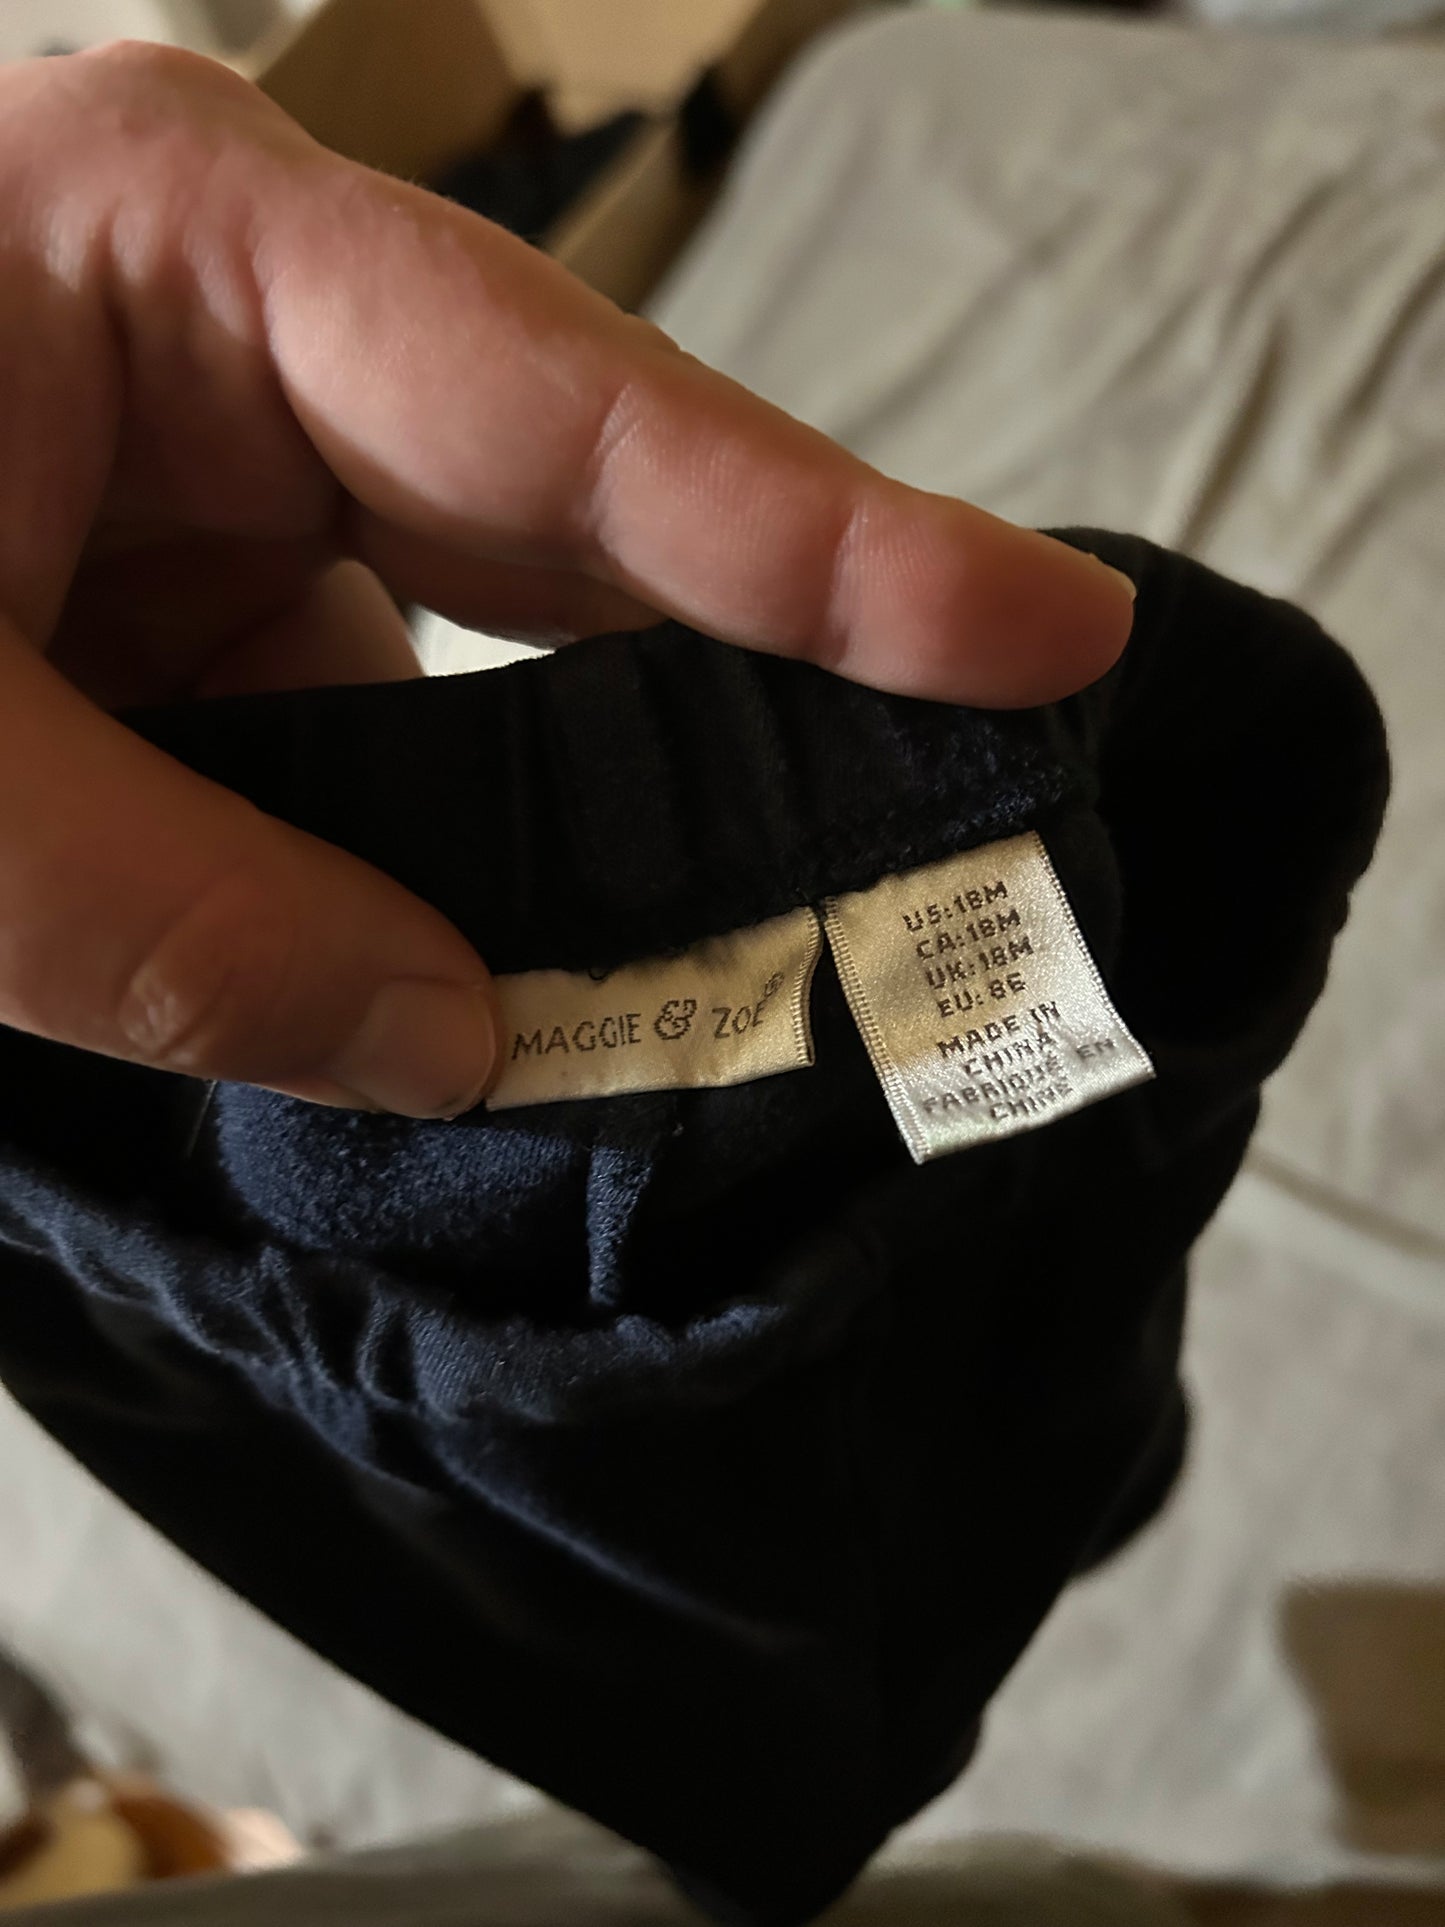 MAGGIE & ZOE®
US:18M
CA:18M
UK:18M
EU: 86
MADE IN
CHINA
FABRIQUÉ EN
CHINE